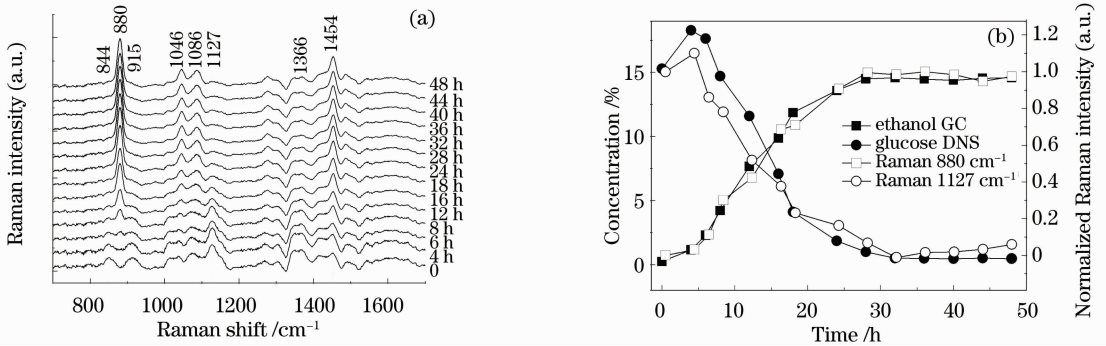 (a)
880
844
915
1046
1086
1127
1366
1454
Raman intensity (a.u.)
48 h
44 h
40 h
36 h
32 h
28 h
24 h
18 h
16 h
12 h
8 h
6 h
4 h
0
800 1000 1200 1400 1600
Raman shift /cm⁻¹
(b)
Concentration /%
20
15
10
5
0
ethanol GC
glucose DNS
Raman 880 cm⁻¹
Raman 1127 cm⁻¹
1.2
1.0
0.8
0.6
0.4
0.2
0
Normalized Raman intensity (a.u.)
0 10 20 30 40 50
Time /h